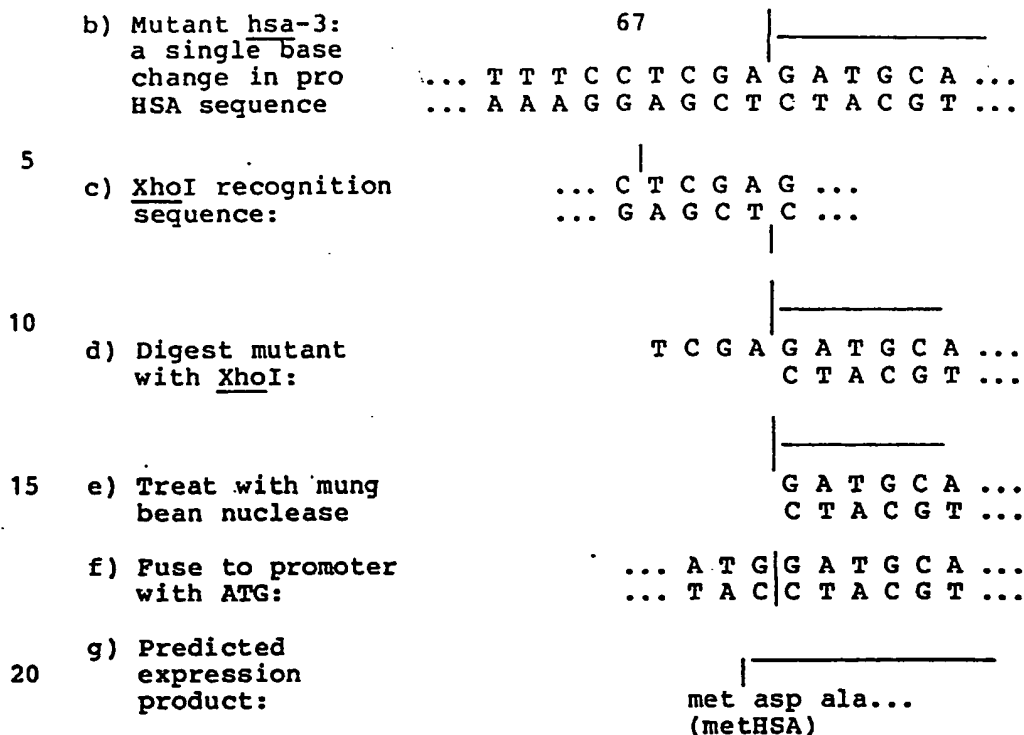 b) Mutant hsa-3: 67
a single base
change in pro ... T T T C C T C G A G A T G C A ...
HSA sequence ... A A A G G A G C T C T A C G T ...
5
c) XhoI recognition ... C T C G A G ...
sequence: ... G A G C T C ...
10
d) Digest mutant T C G A G A T G C A ...
with XhoI: C T A C G T ...
15 e) Treat with mung G A T G C A ...
bean nuclease C T A C G T ...
f) Fuse to promoter ... A T G G A T G C A ...
with ATG: ... T A C C T A C G T ...
g) Predicted
20 expression
product: met asp ala...
(metHSA)